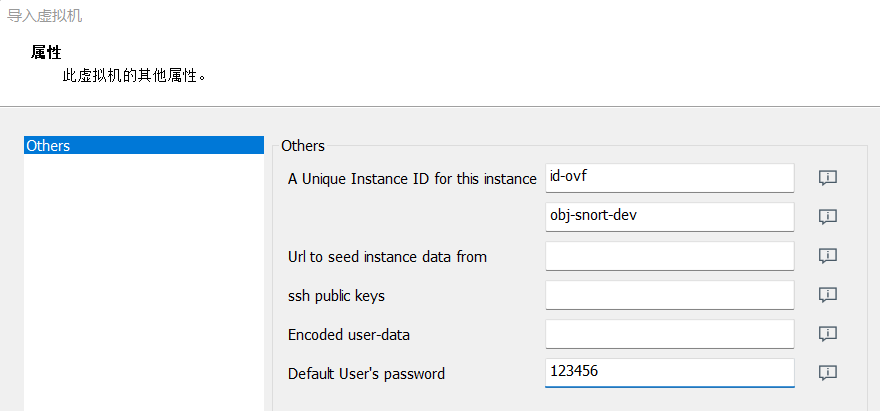 导入虚拟机
属性
此虚拟机的其他属性。
Others
Others
A Unique Instance ID for this instance
id-ovf
obj-snort-dev
Url to seed instance data from
ssh public keys
Encoded user-data
Default User's password
123456